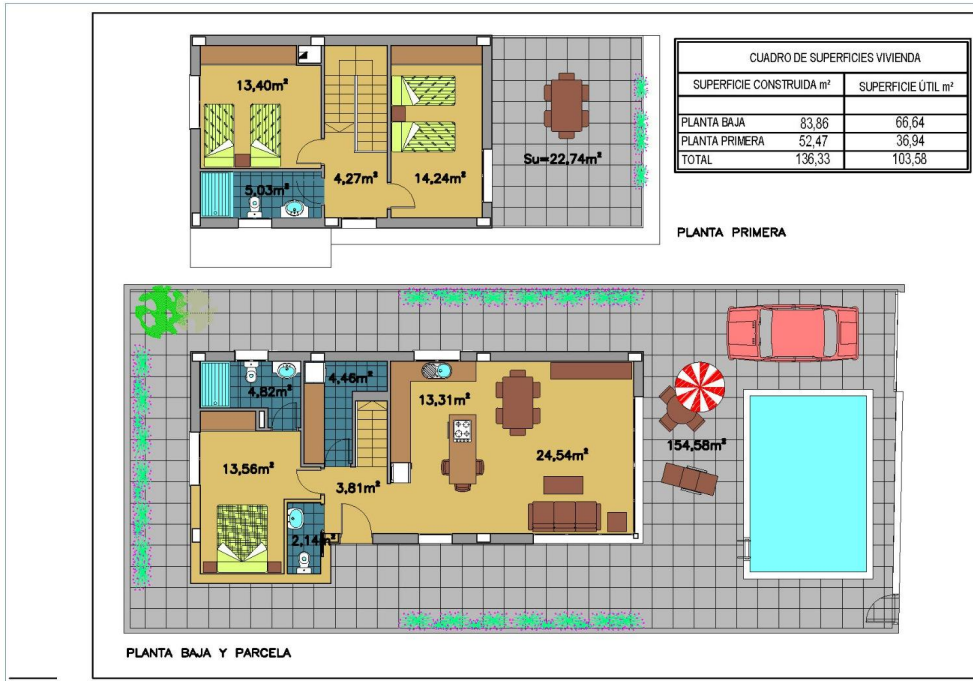 CUADRO DE SUPERFICIES VIVIENDA
SUPERFICIE CONSTRUIDA m² SUPERFICIE ÚTIL m²
PLANTA BAJA 83,86 66,64
PLANTA PRIMERA 52,47 36,94
TOTAL 136,33 103,58
13,40m²
5,03m²
4,27m²
14,24m²
Su=22,74m²
PLANTA PRIMERA
4,82m²
4,46m²
13,31m²
24,54m²
154,58m²
13,56m²
3,81m²
2,14m²
PLANTA BAJA Y PARCELA